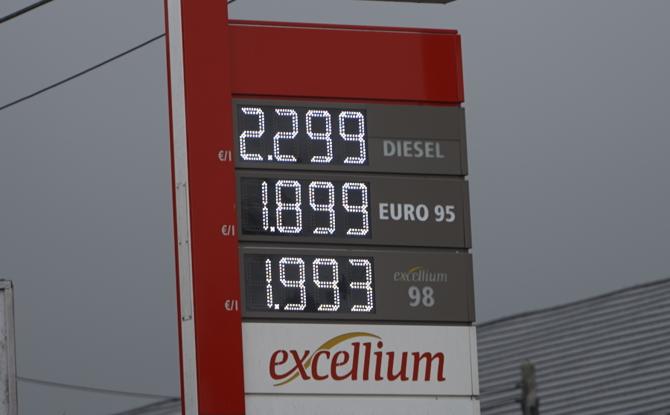 €/l 2.299 DIESEL
€/l 1.899 EURO 95
€/l 1.993 excellium 98
excellium